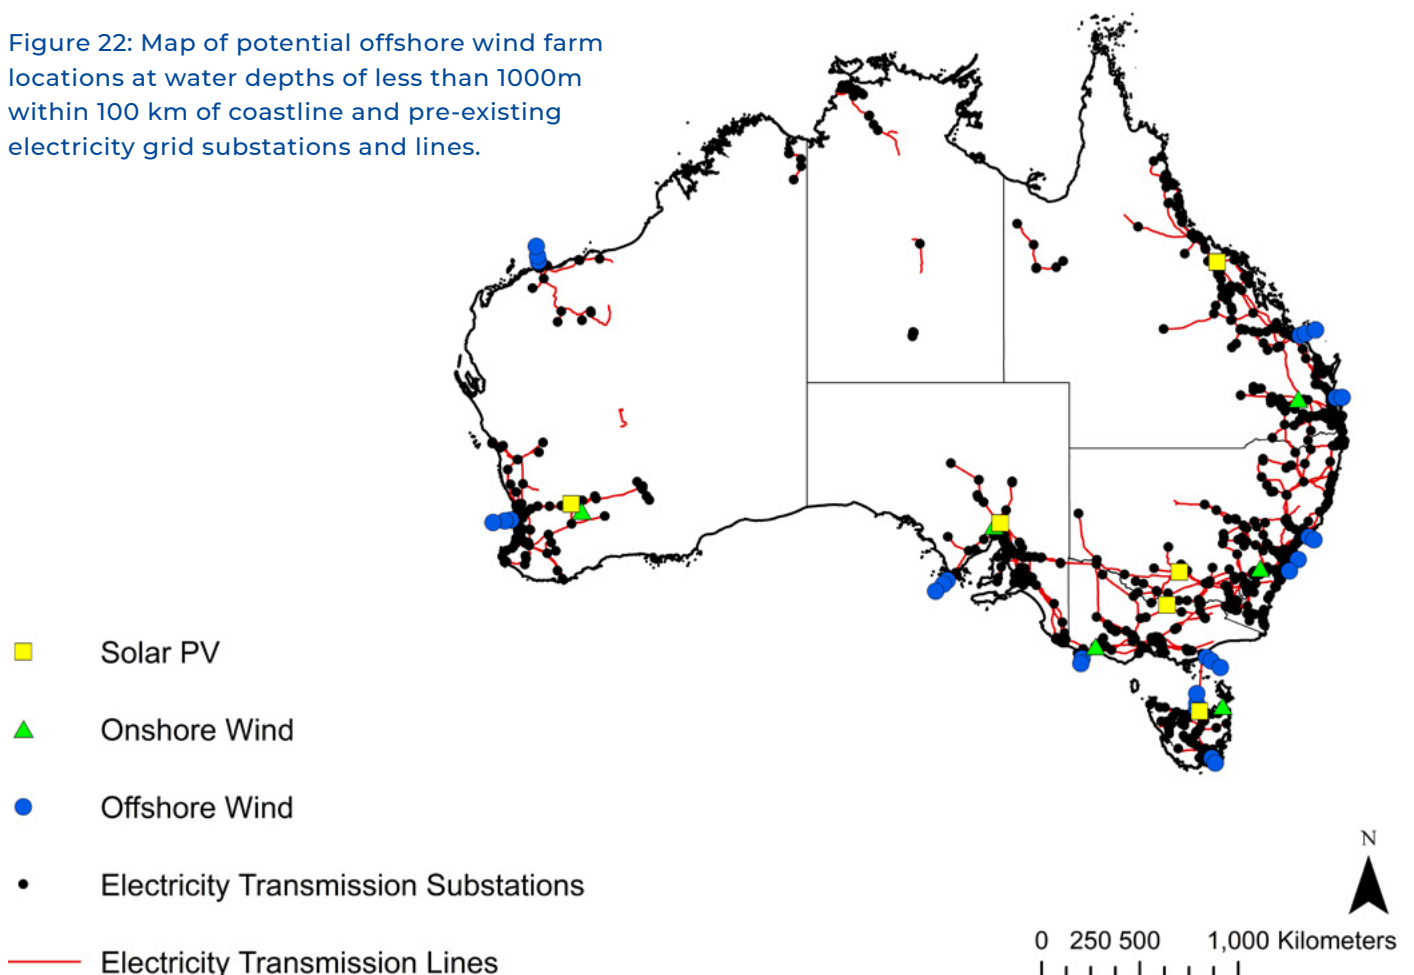 Figure 22: Map of potential offshore wind farm
locations at water depths of less than 1000m
within 100 km of coastline and pre-existing
electricity grid substations and lines.
Solar PV
Onshore Wind
Offshore Wind
Electricity Transmission Substations
Electricity Transmission Lines
N
0 250 500 1,000 Kilometers